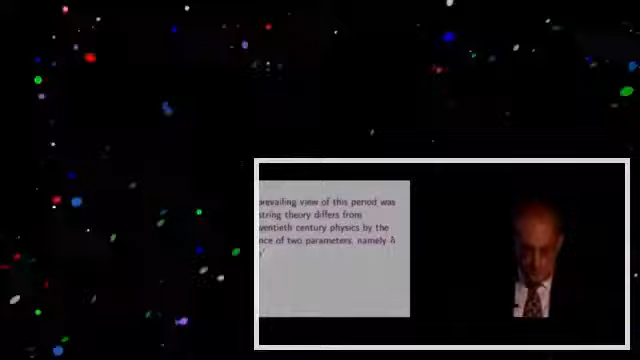 prevailing view of this period was
string theory differs from
wentieth century physics by the
nce of two parameters, namely ℏ